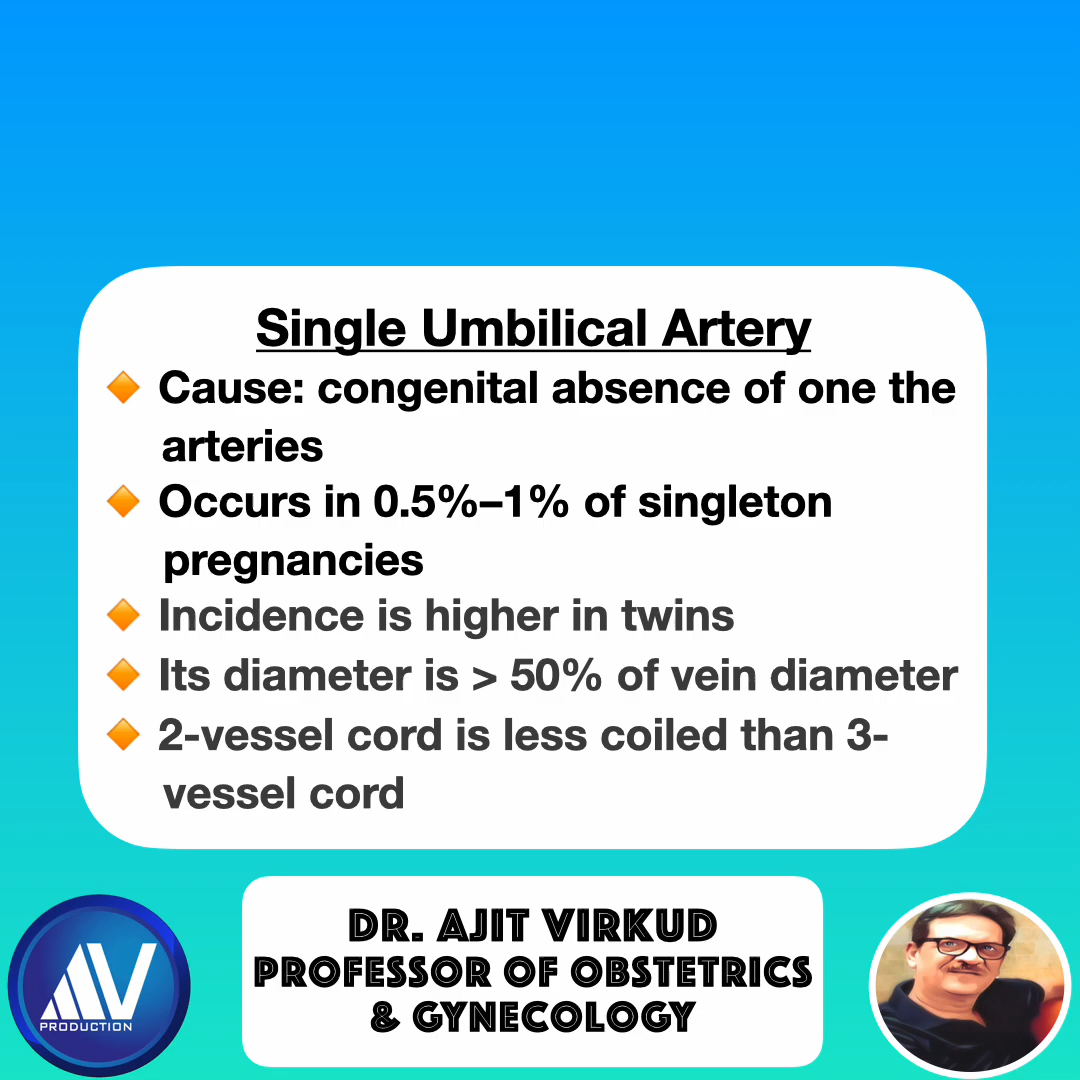 Single Umbilical Artery
🔶 Cause: congenital absence of one the
arteries
🔶 Occurs in 0.5%–1% of singleton
pregnancies
🔶 Incidence is higher in twins
🔶 Its diameter is > 50% of vein diameter
🔶 2-vessel cord is less coiled than 3-
vessel cord
DR. AJIT VIRKUD
PROFESSOR OF OBSTETRICS
& GYNECOLOGY
AV
PRODUCTION